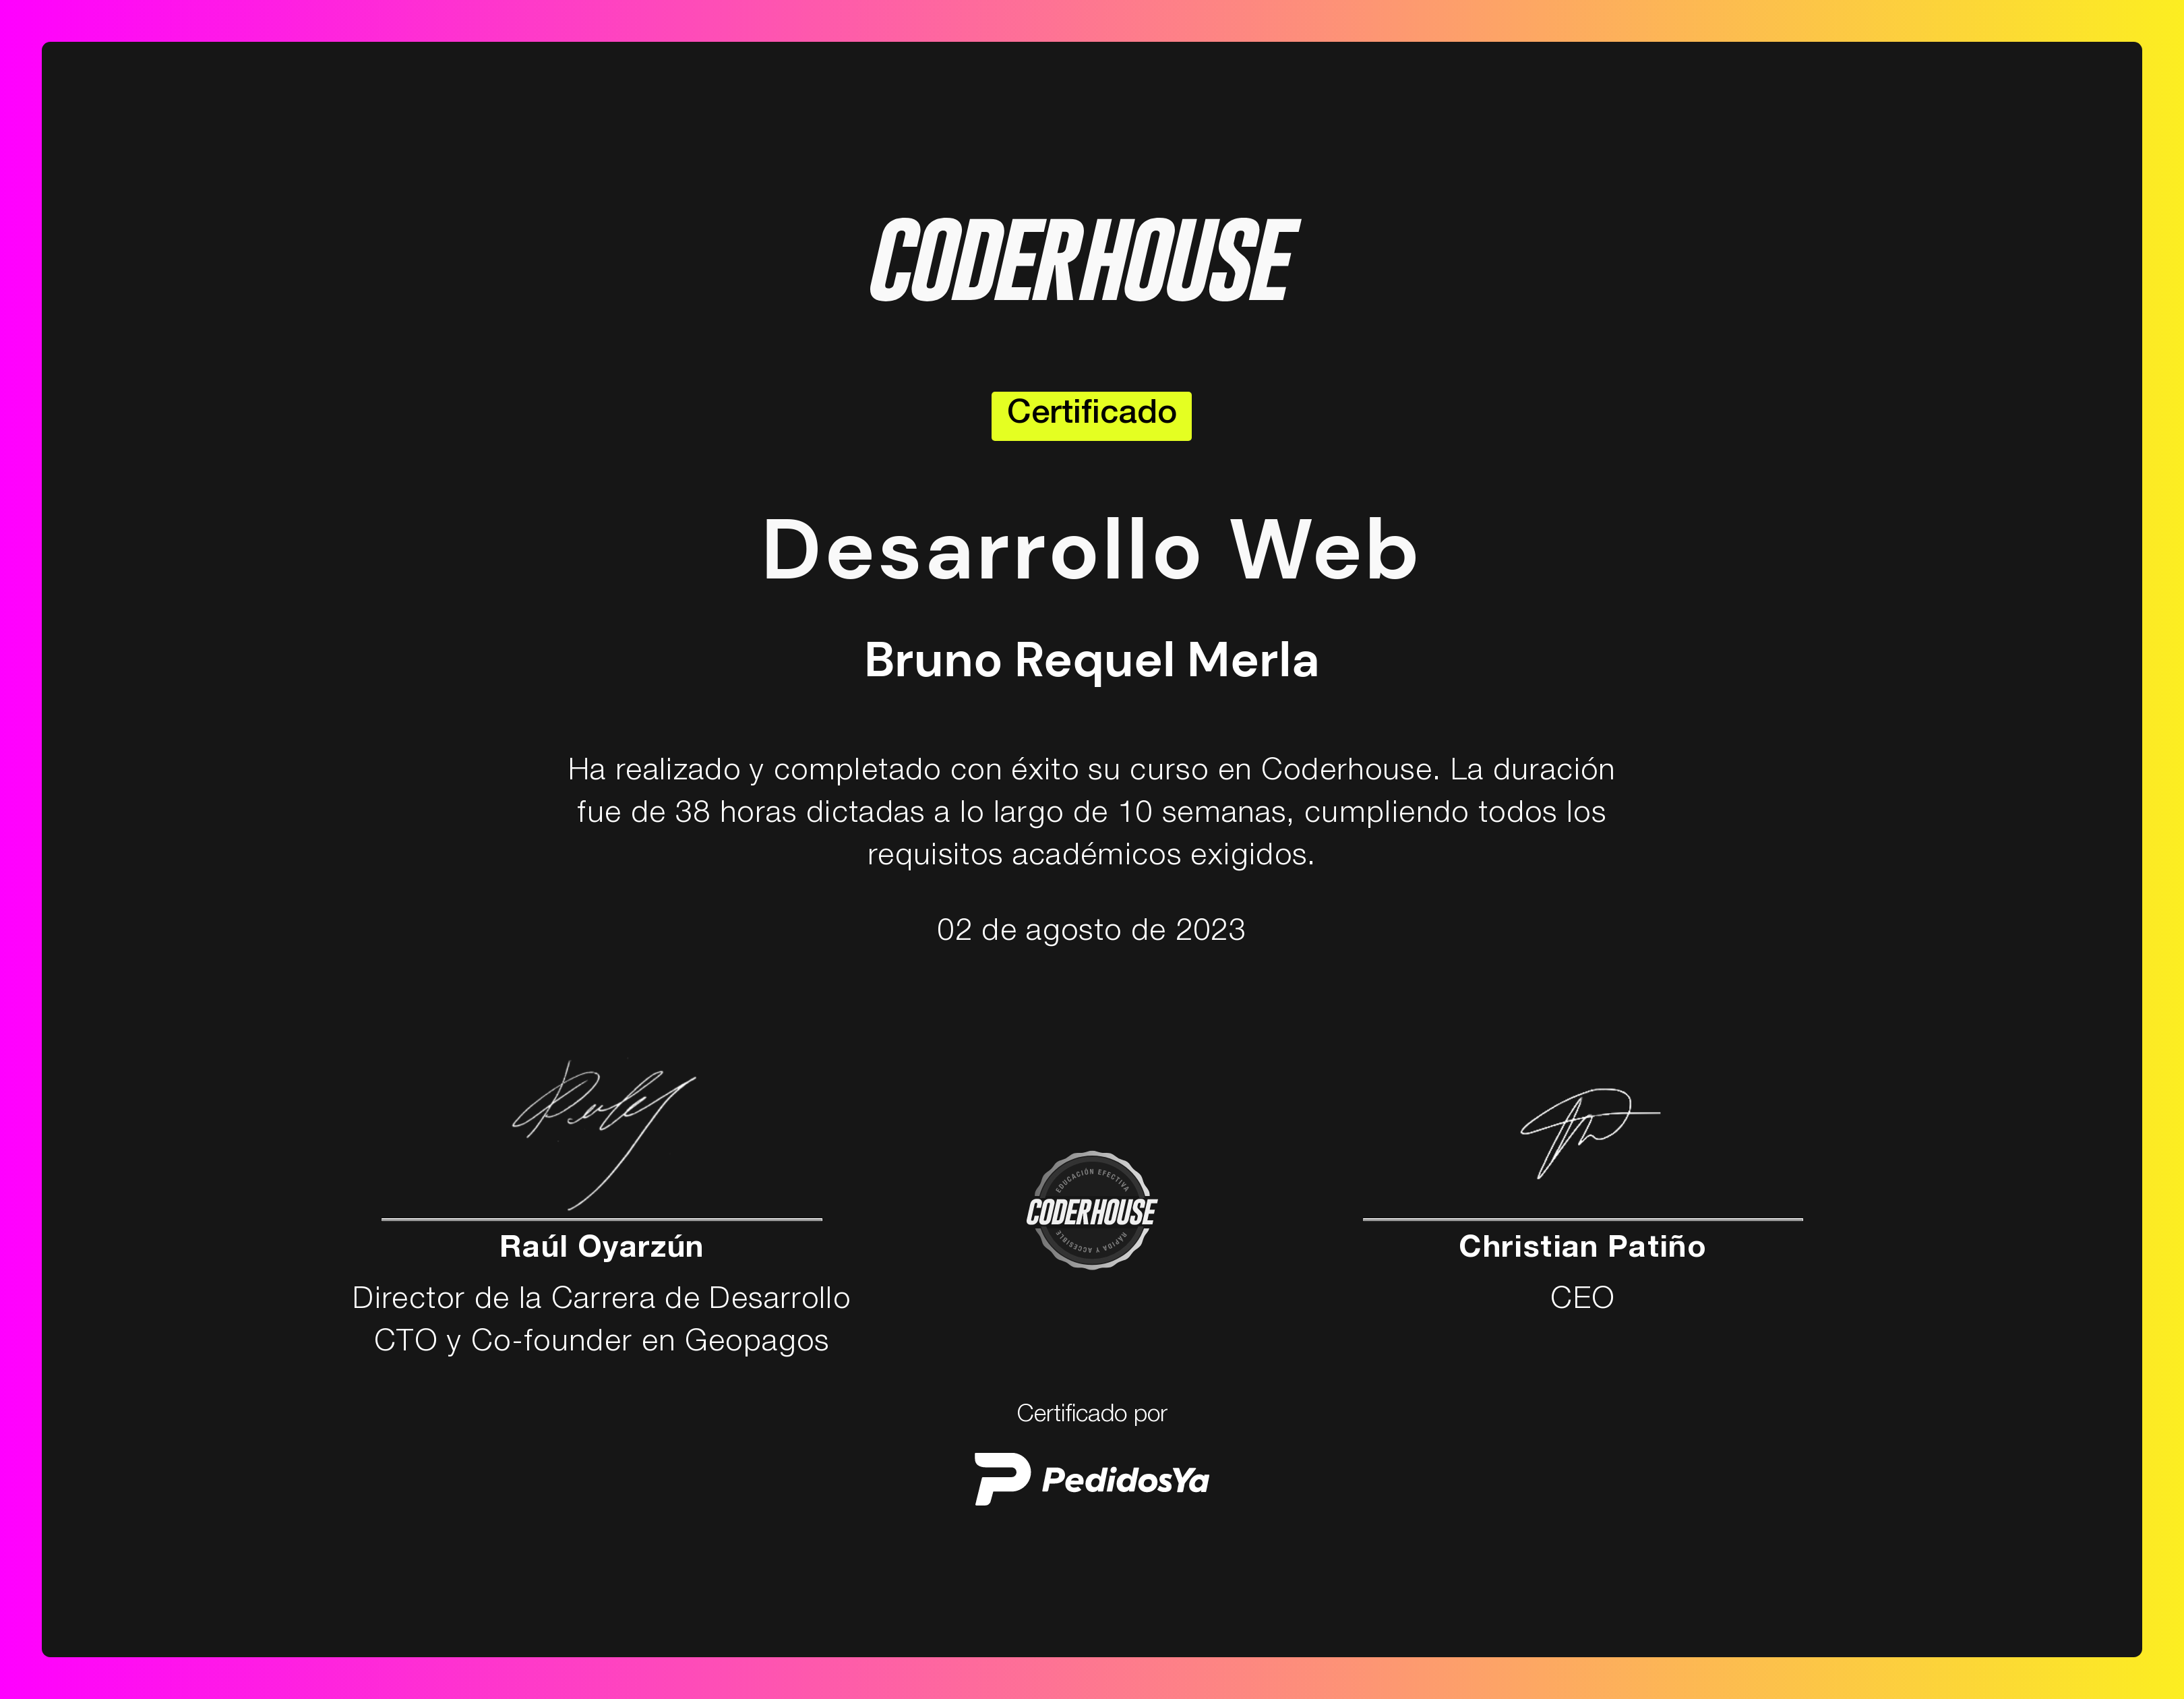 CODERHOUSE
Certificado
Desarrollo Web
Bruno Requel Merla
Ha realizado y completado con éxito su curso en Coderhouse. La duración
fue de 38 horas dictadas a lo largo de 10 semanas, cumpliendo todos los
requisitos académicos exigidos.
02 de agosto de 2023
Raúl Oyarzún
Director de la Carrera de Desarrollo
CTO y Co-founder en Geopagos
EDUCACIÓN EFECTIVA
CODERHOUSE
RÁPIDA Y ACCESIBLE
Christian Patiño
CEO
Certificado por
PedidosYa